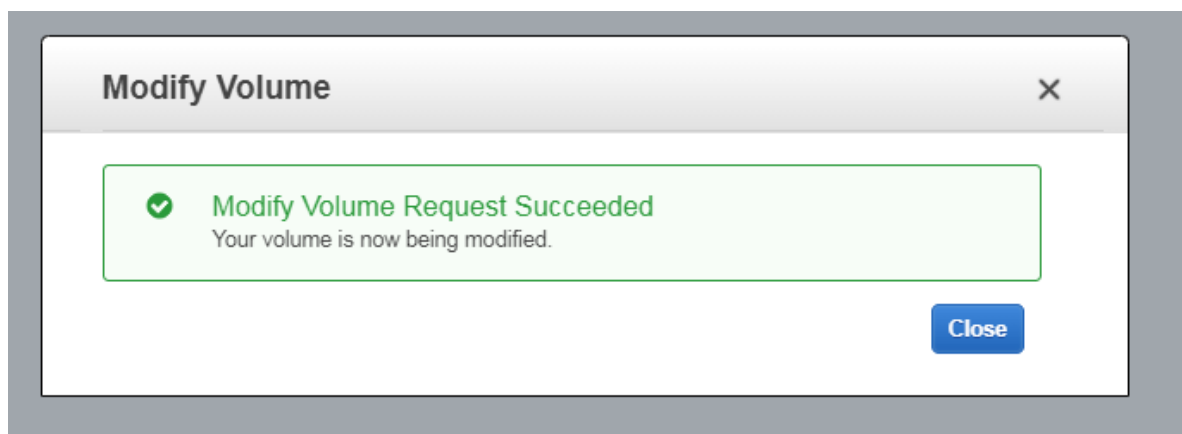 Modify Volume
Modify Volume Request Succeeded
Your volume is now being modified.
Close